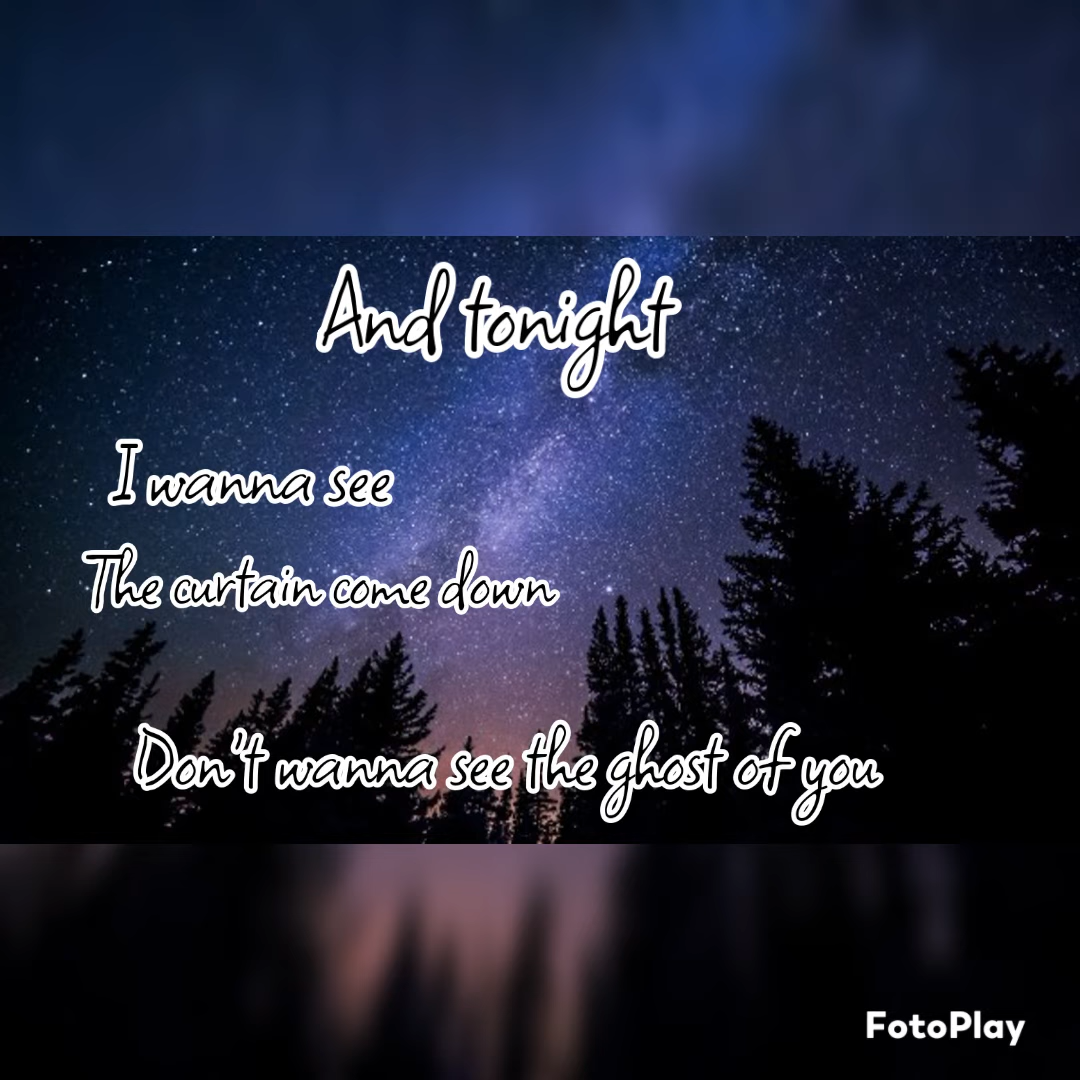 And tonight
I wanna see
The curtain come down
Don't wanna see the ghost of you
FotoPlay